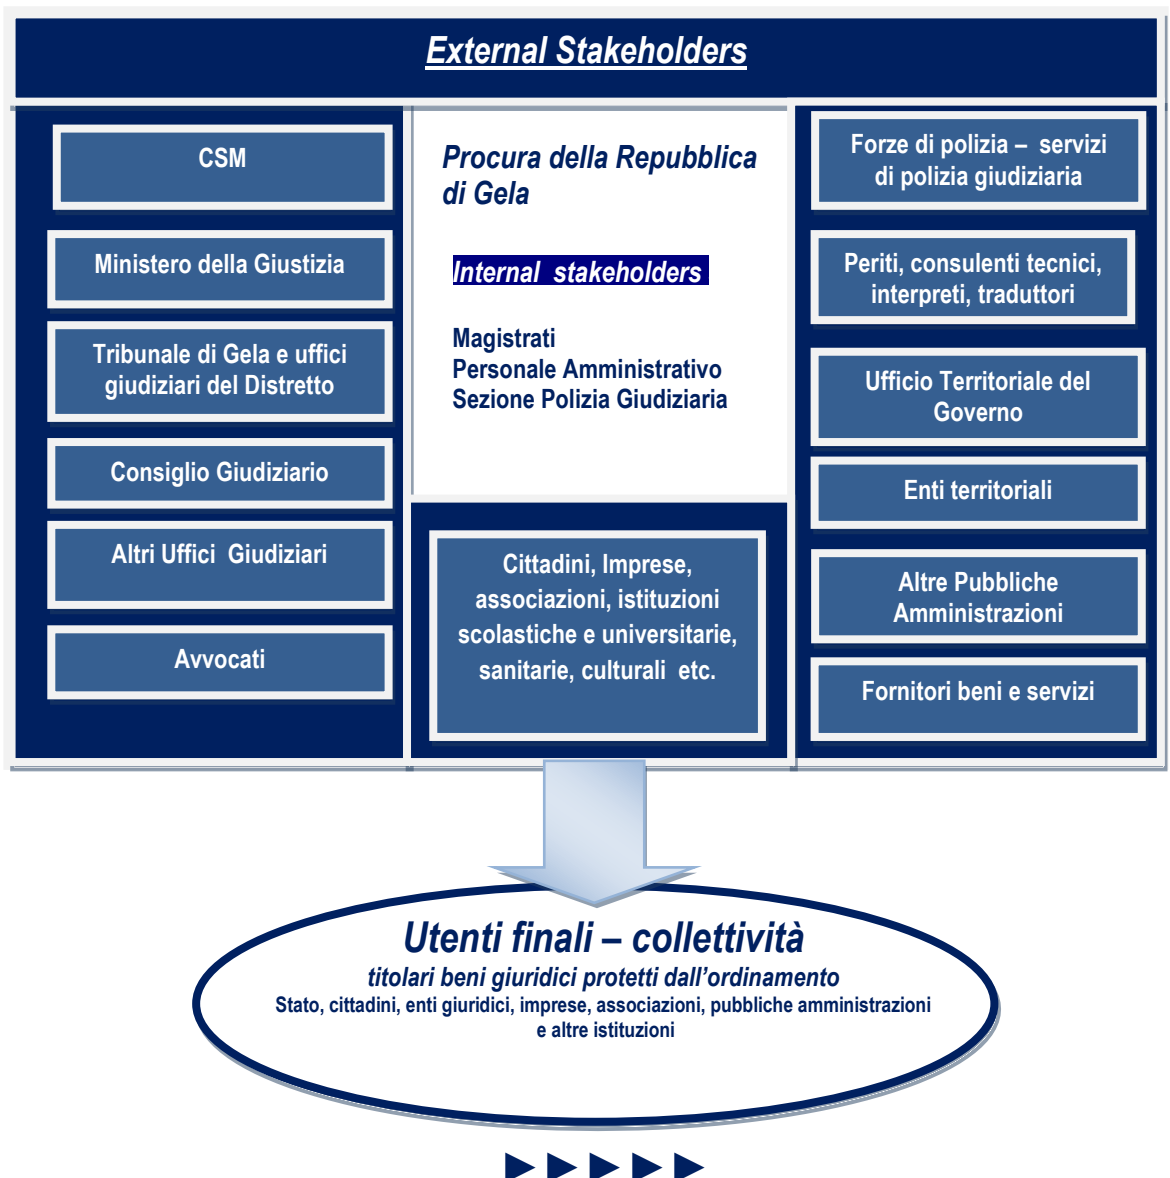 External Stakeholders
CSM
Ministero della Giustizia
Tribunale di Gela e uffici
giudiziari del Distretto
Consiglio Giudiziario
Altri Uffici Giudiziari
Avvocati
Procura della Repubblica
di Gela
Internal stakeholders
Magistrati
Personale Amministrativo
Sezione Polizia Giudiziaria
Cittadini, Imprese,
associazioni, istituzioni
scolastiche e universitarie,
sanitarie, culturali etc.
Forze di polizia – servizi
di polizia giudiziaria
Periti, consulenti tecnici,
interpreti, traduttori
Ufficio Territoriale del
Governo
Enti territoriali
Altre Pubbliche
Amministrazioni
Fornitori beni e servizi
Utenti finali – collettività
titolari beni giuridici protetti dall’ordinamento
Stato, cittadini, enti giuridici, imprese, associazioni, pubbliche amministrazioni
e altre istituzioni